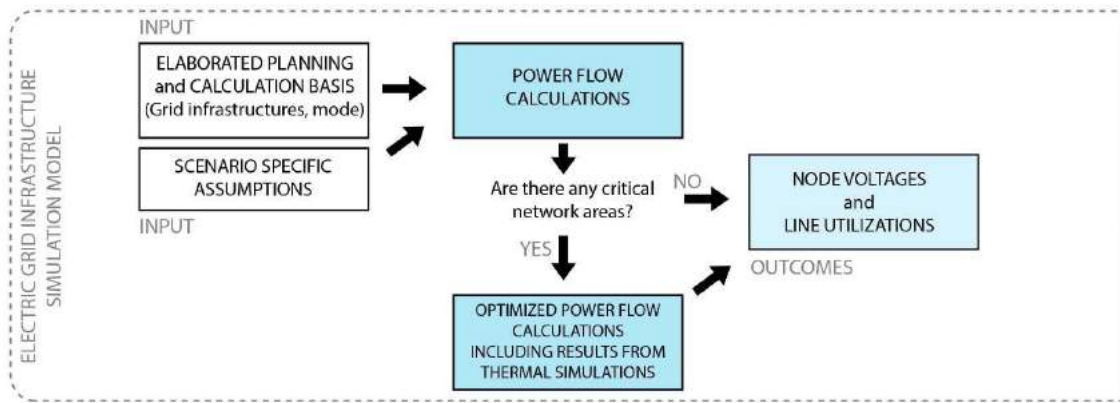 ELECTRIC GRID INFRASTRUCTURE
SIMULATION MODEL
INPUT
ELABORATED PLANNING
and CALCULATION BASIS
(Grid infrastructures, mode)
SCENARIO SPECIFIC
ASSUMPTIONS
INPUT
POWER FLOW
CALCULATIONS
Are there any critical
network areas?
NO
YES
NODE VOLTAGES
and
LINE UTILIZATIONS
OUTCOMES
OPTIMIZED POWER FLOW
CALCULATIONS
INCLUDING RESULTS FROM
THERMAL SIMULATIONS